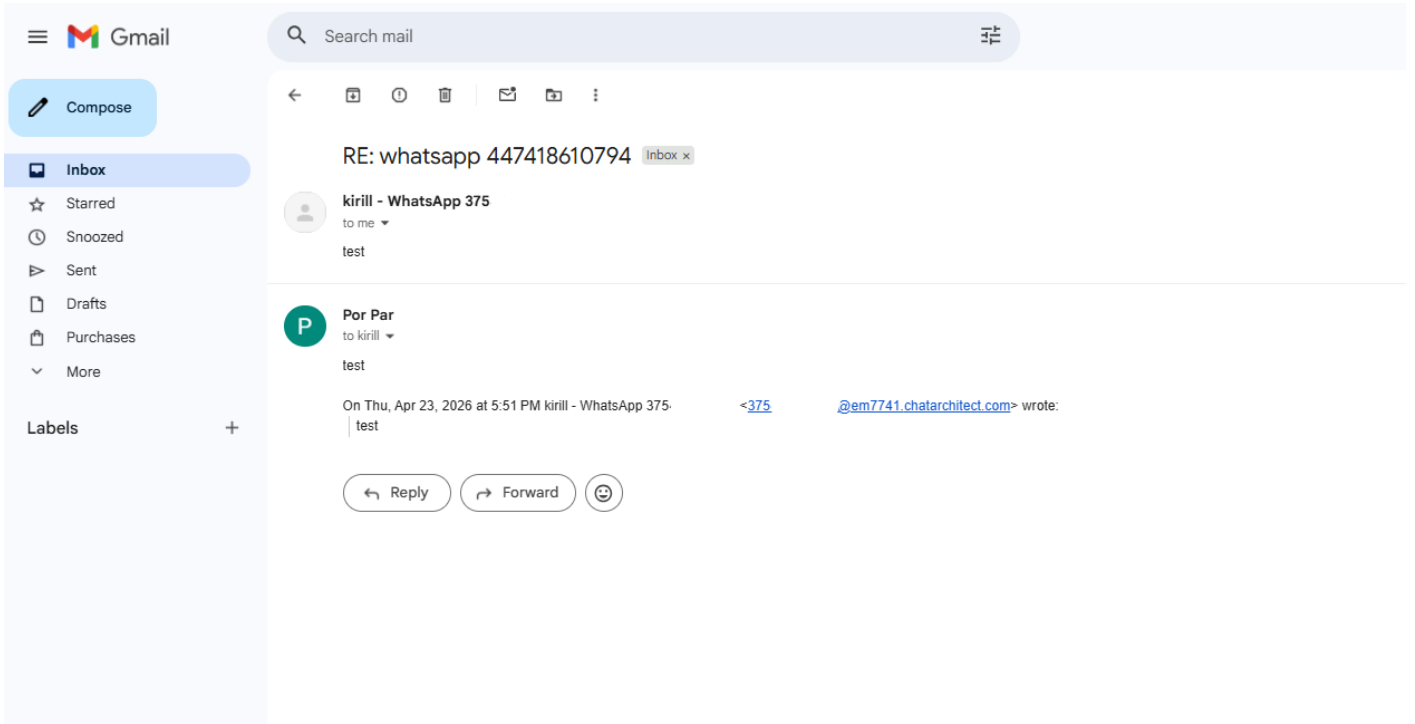 Gmail
Search mail
Compose
Inbox
Starred
Snoozed
Sent
Drafts
Purchases
More
Labels
RE: whatsapp 447418610794 Inbox x
kirill - WhatsApp 375
to me
test
P
Por Par
to kirill
test
On Thu, Apr 23, 2026 at 5:51 PM kirill - WhatsApp 375 <375 @em7741.chatarchitect.com> wrote:
test
Reply Forward